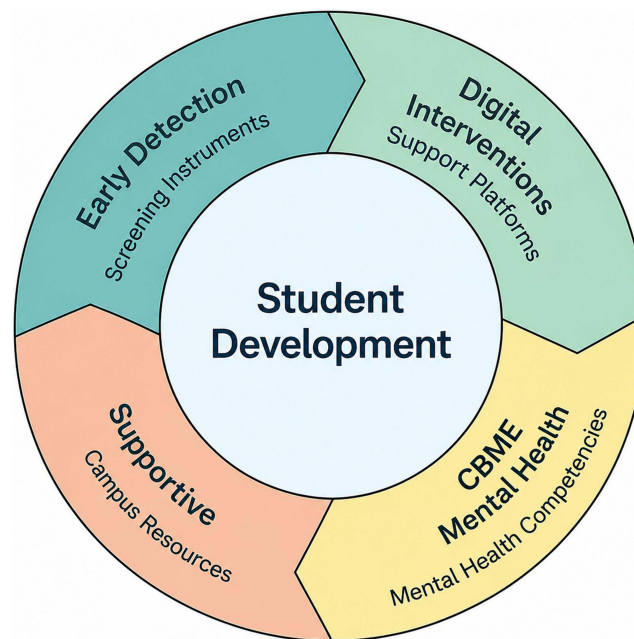 Early Detection
Screening Instruments
Digital
Interventions
Support Platforms
Student
Development
Supportive
Campus Resources
CBME
Mental Health
Mental Health Competencies